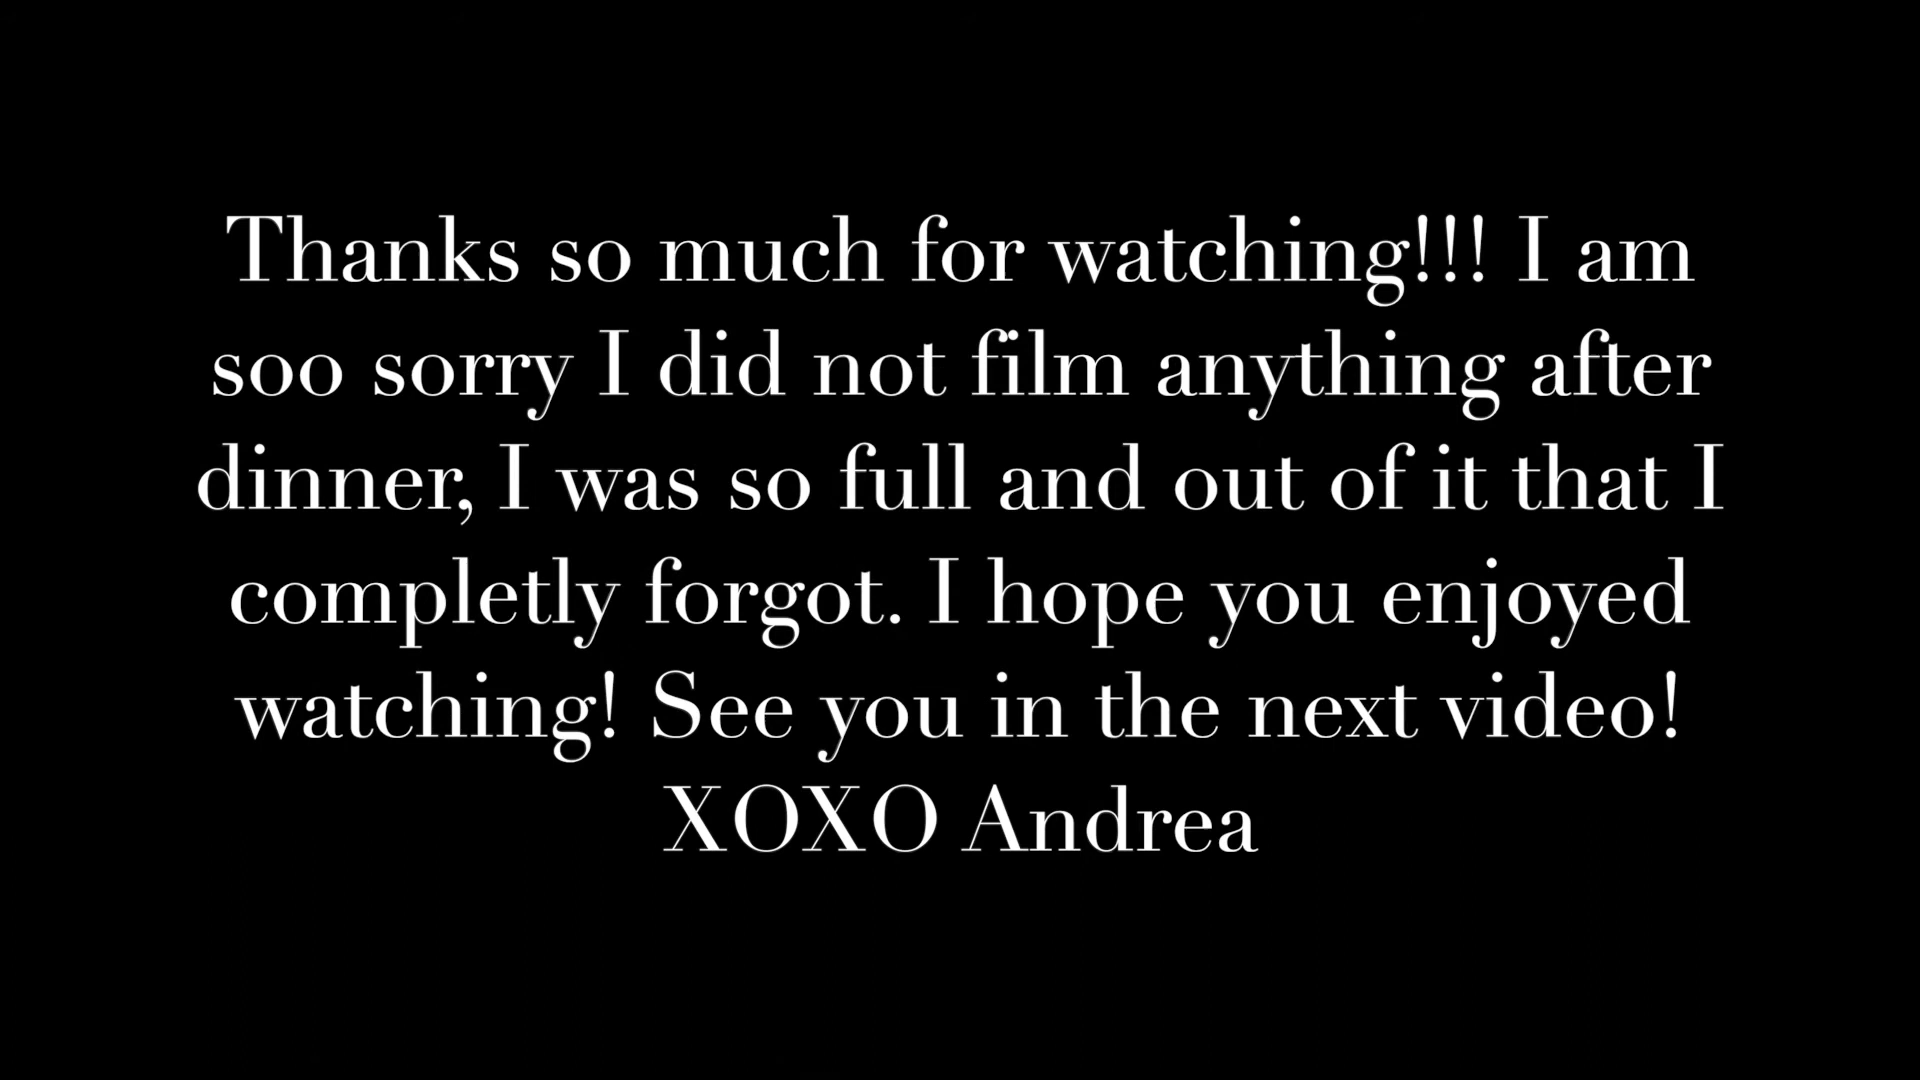 Thanks so much for watching!!! I am
soo sorry I did not film anything after
dinner, I was so full and out of it that I
completly forgot. I hope you enjoyed
watching! See you in the next video!
XOXO Andrea